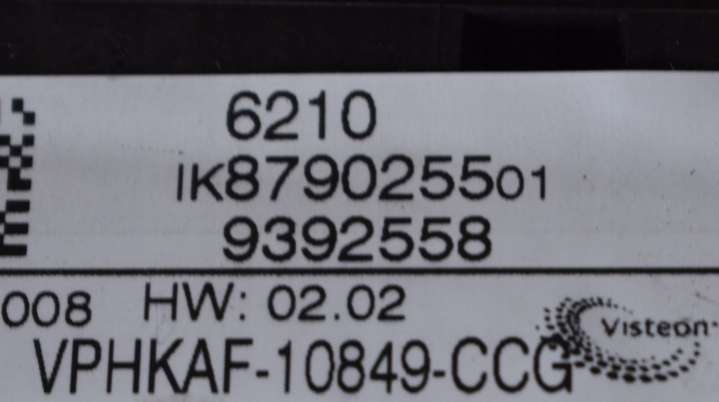 6210
IK879025501
9392558
008 HW: 02.02
Visteon
VPHKAF-10849-CCG